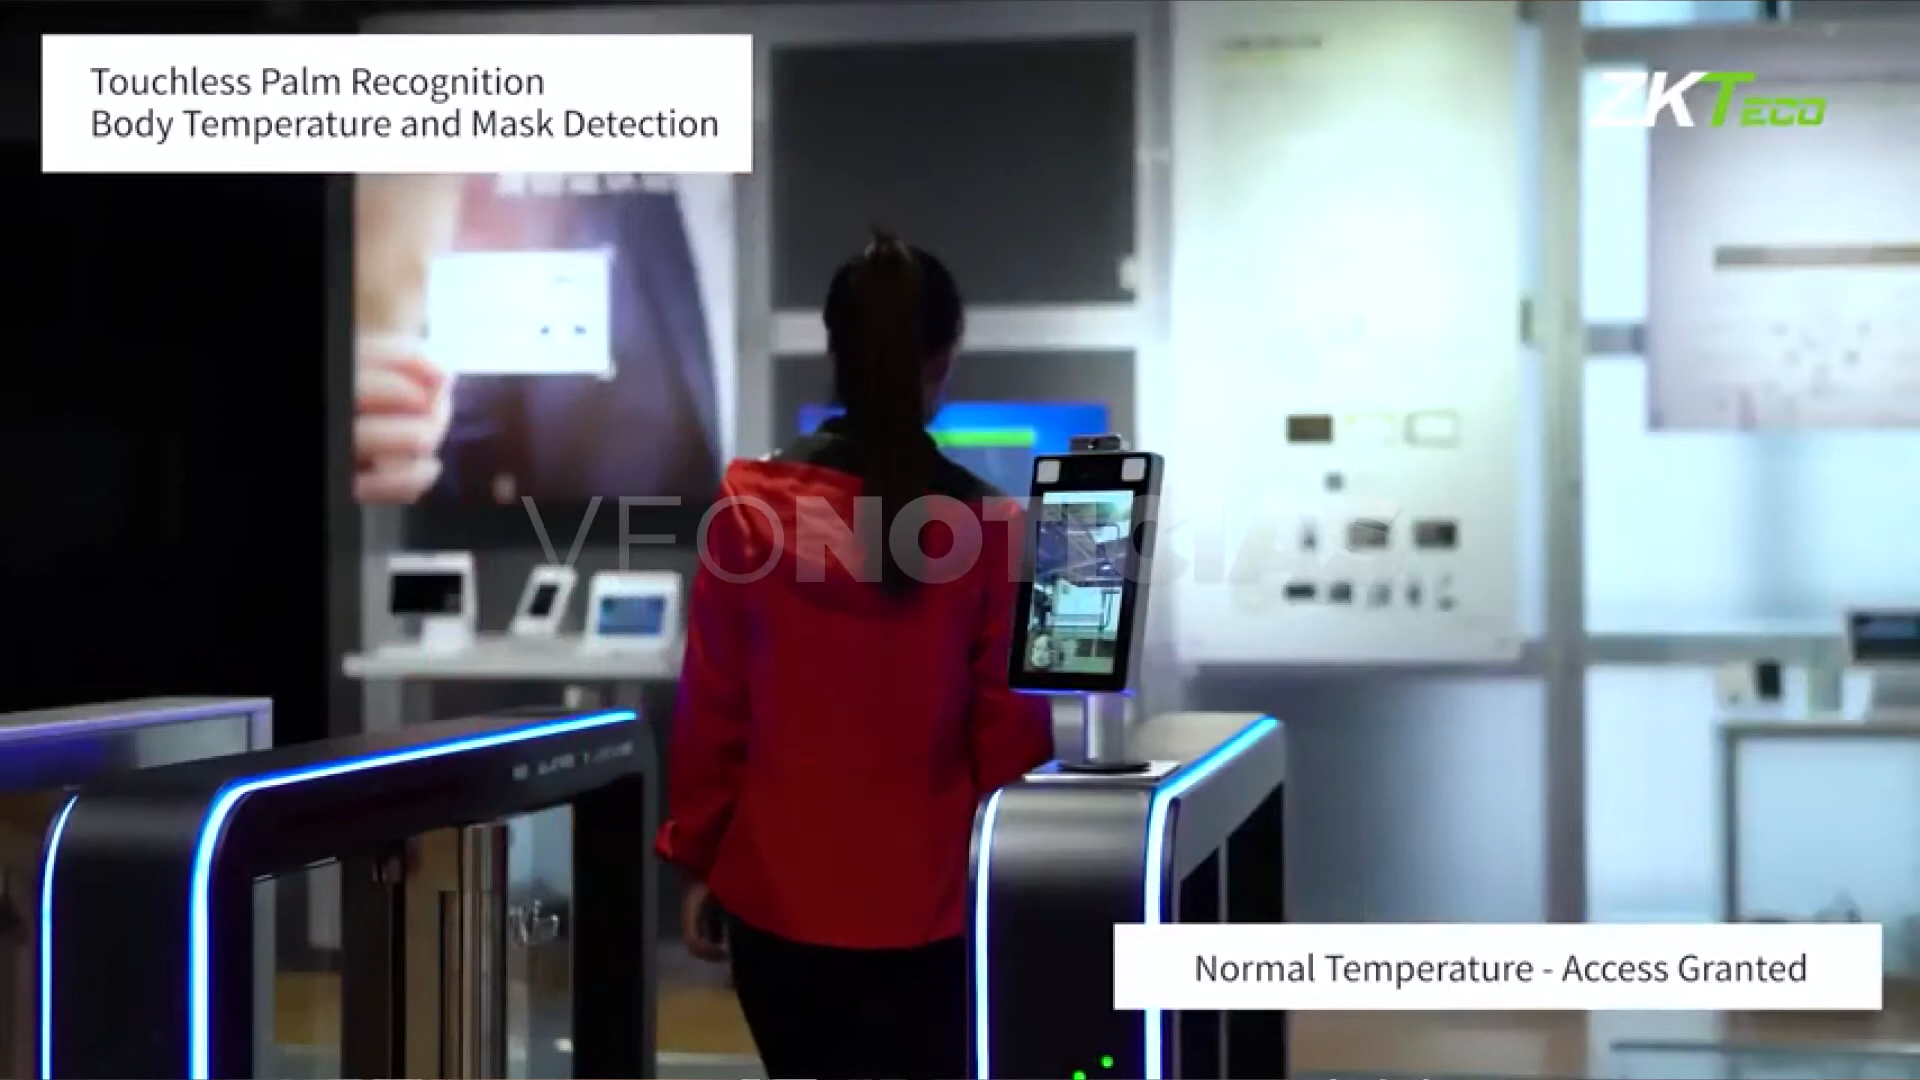 Touchless Palm Recognition
Body Temperature and Mask Detection
ZKTeco
VEONOTICIAS
Normal Temperature - Access Granted